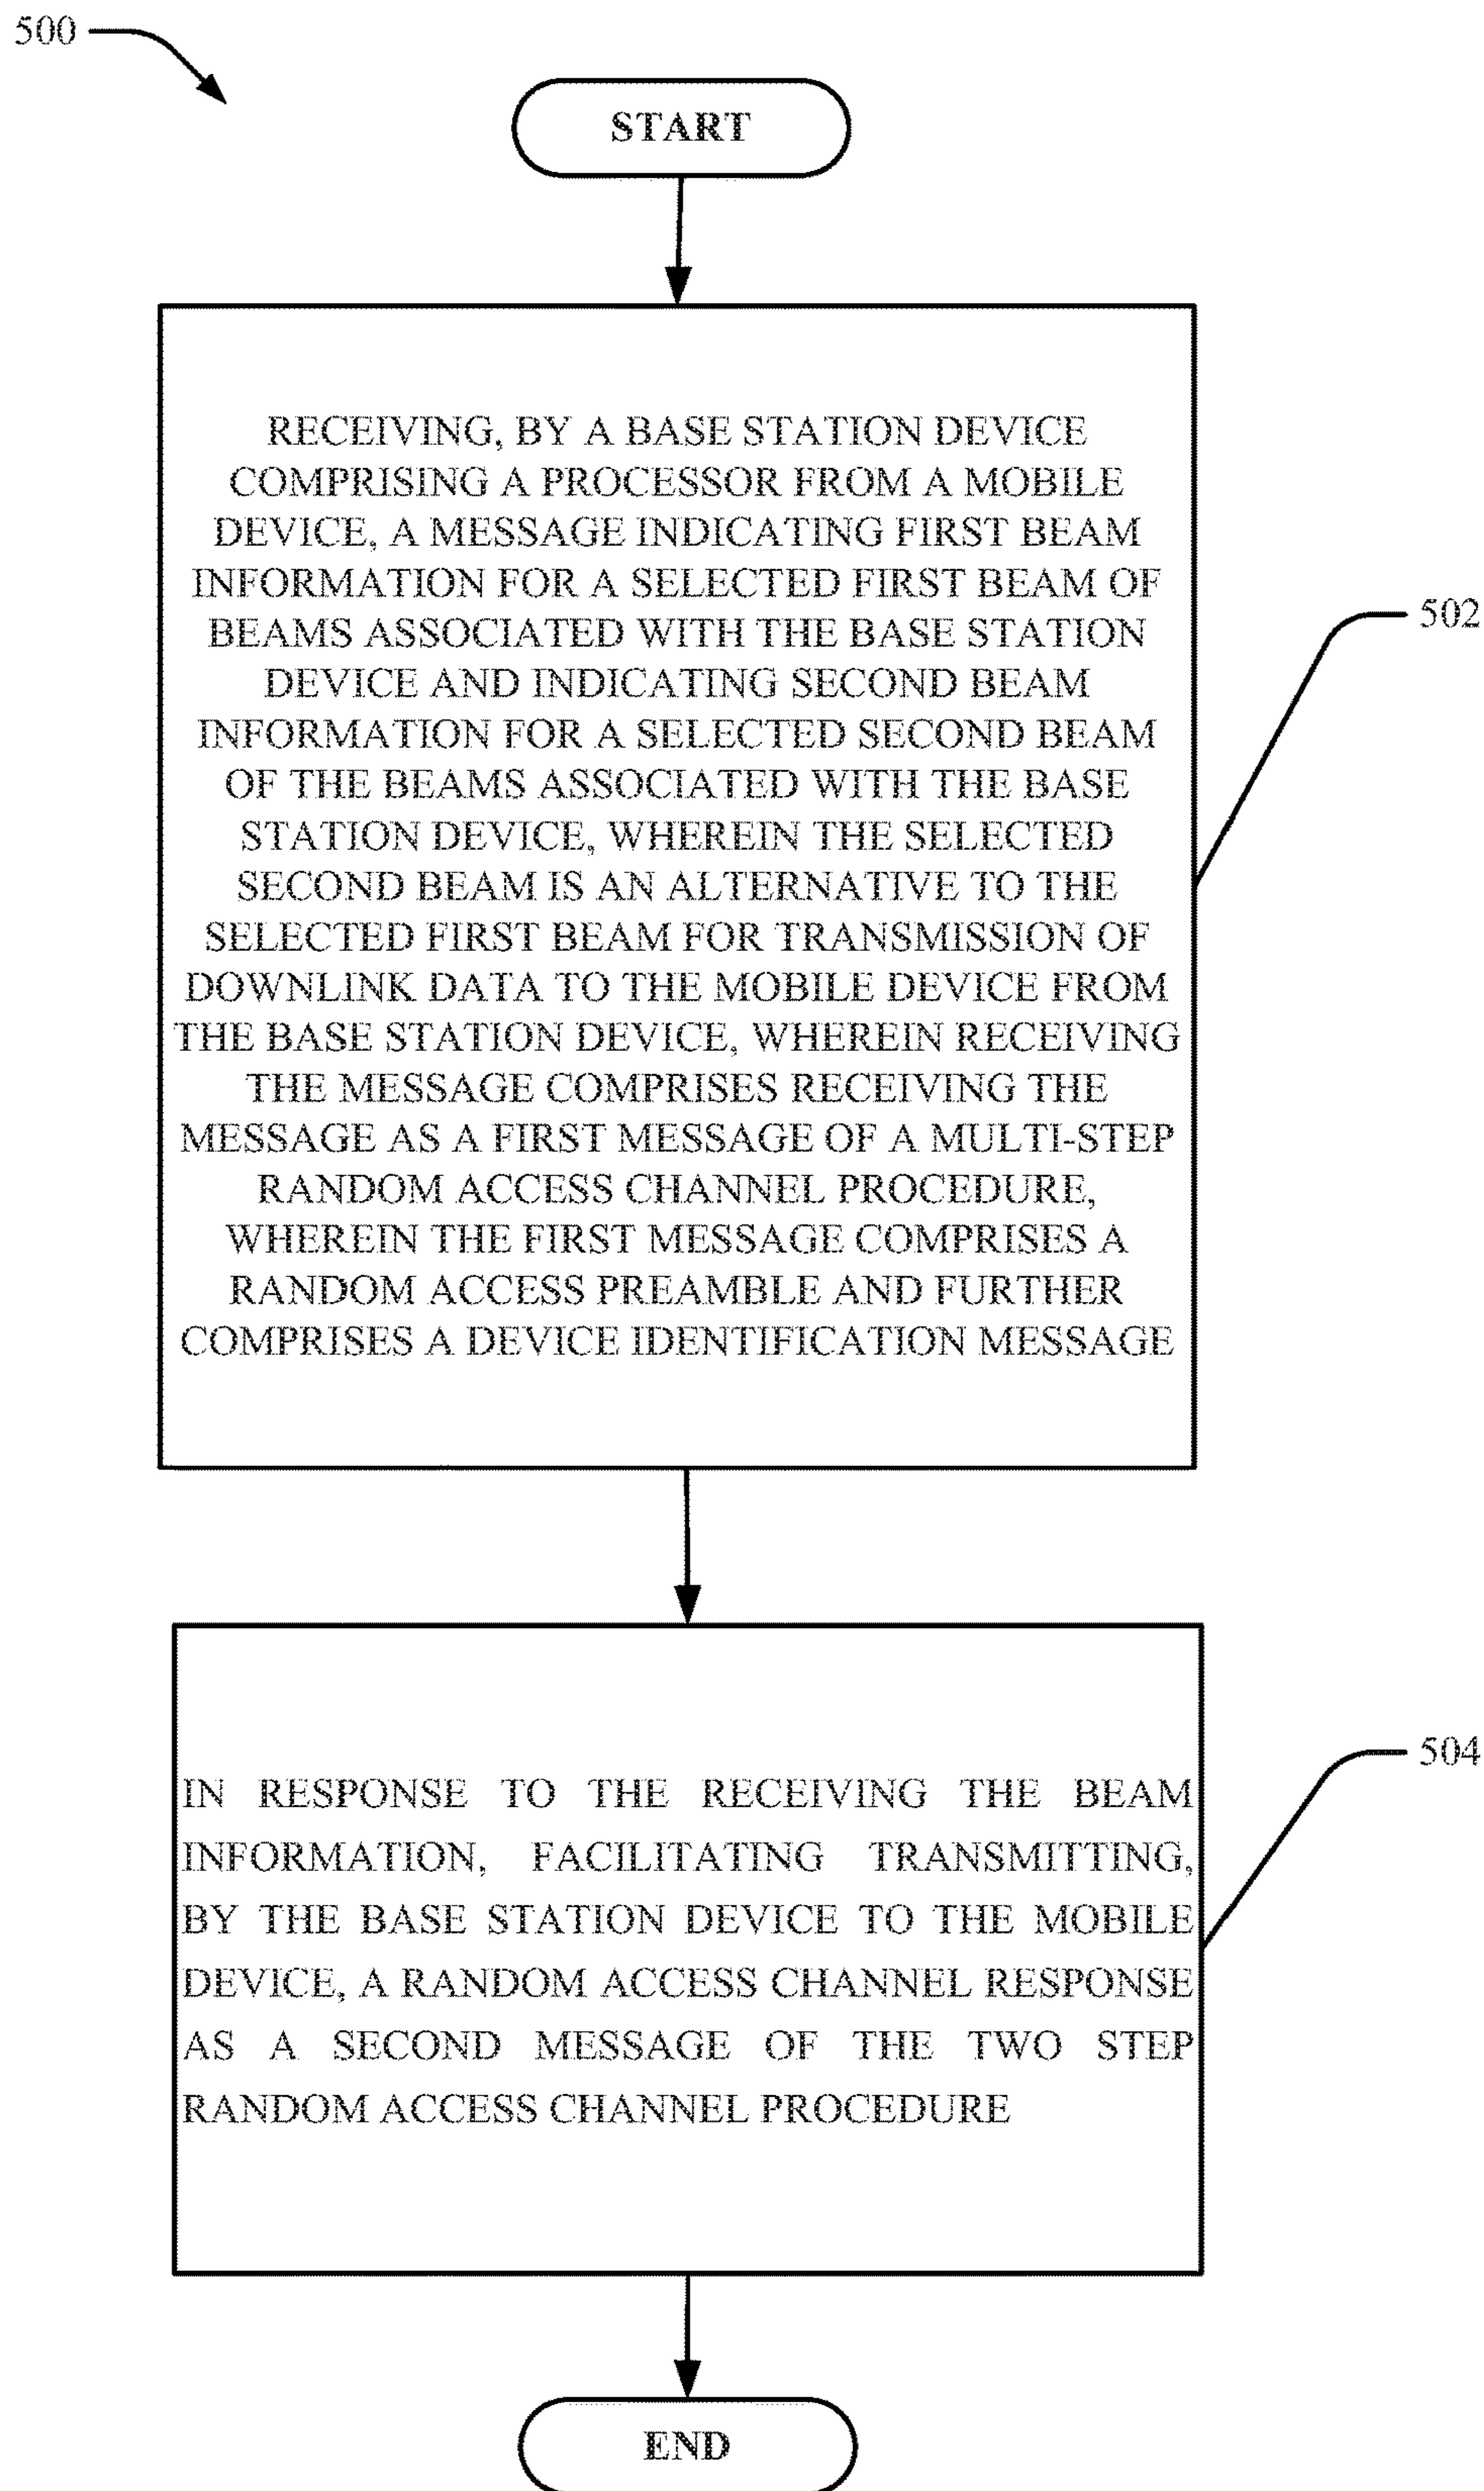 500
START
RECEIVING, BY A BASE STATION DEVICE
COMPRISING A PROCESSOR FROM A MOBILE
DEVICE, A MESSAGE INDICATING FIRST BEAM
INFORMATION FOR A SELECTED FIRST BEAM OF
BEAMS ASSOCIATED WITH THE BASE STATION
DEVICE AND INDICATING SECOND BEAM
INFORMATION FOR A SELECTED SECOND BEAM
OF THE BEAMS ASSOCIATED WITH THE BASE
STATION DEVICE, WHEREIN THE SELECTED
SECOND BEAM IS AN ALTERNATIVE TO THE
SELECTED FIRST BEAM FOR TRANSMISSION OF
DOWNLINK DATA TO THE MOBILE DEVICE FROM
THE BASE STATION DEVICE, WHEREIN RECEIVING
THE MESSAGE COMPRISES RECEIVING THE
MESSAGE AS A FIRST MESSAGE OF A MULTI-STEP
RANDOM ACCESS CHANNEL PROCEDURE,
WHEREIN THE FIRST MESSAGE COMPRISES A
RANDOM ACCESS PREAMBLE AND FURTHER
COMPRISES A DEVICE IDENTIFICATION MESSAGE
502
IN RESPONSE TO THE RECEIVING THE BEAM
INFORMATION, FACILITATING TRANSMITTING,
BY THE BASE STATION DEVICE TO THE MOBILE
DEVICE, A RANDOM ACCESS CHANNEL RESPONSE
AS A SECOND MESSAGE OF THE TWO STEP
RANDOM ACCESS CHANNEL PROCEDURE
504
END